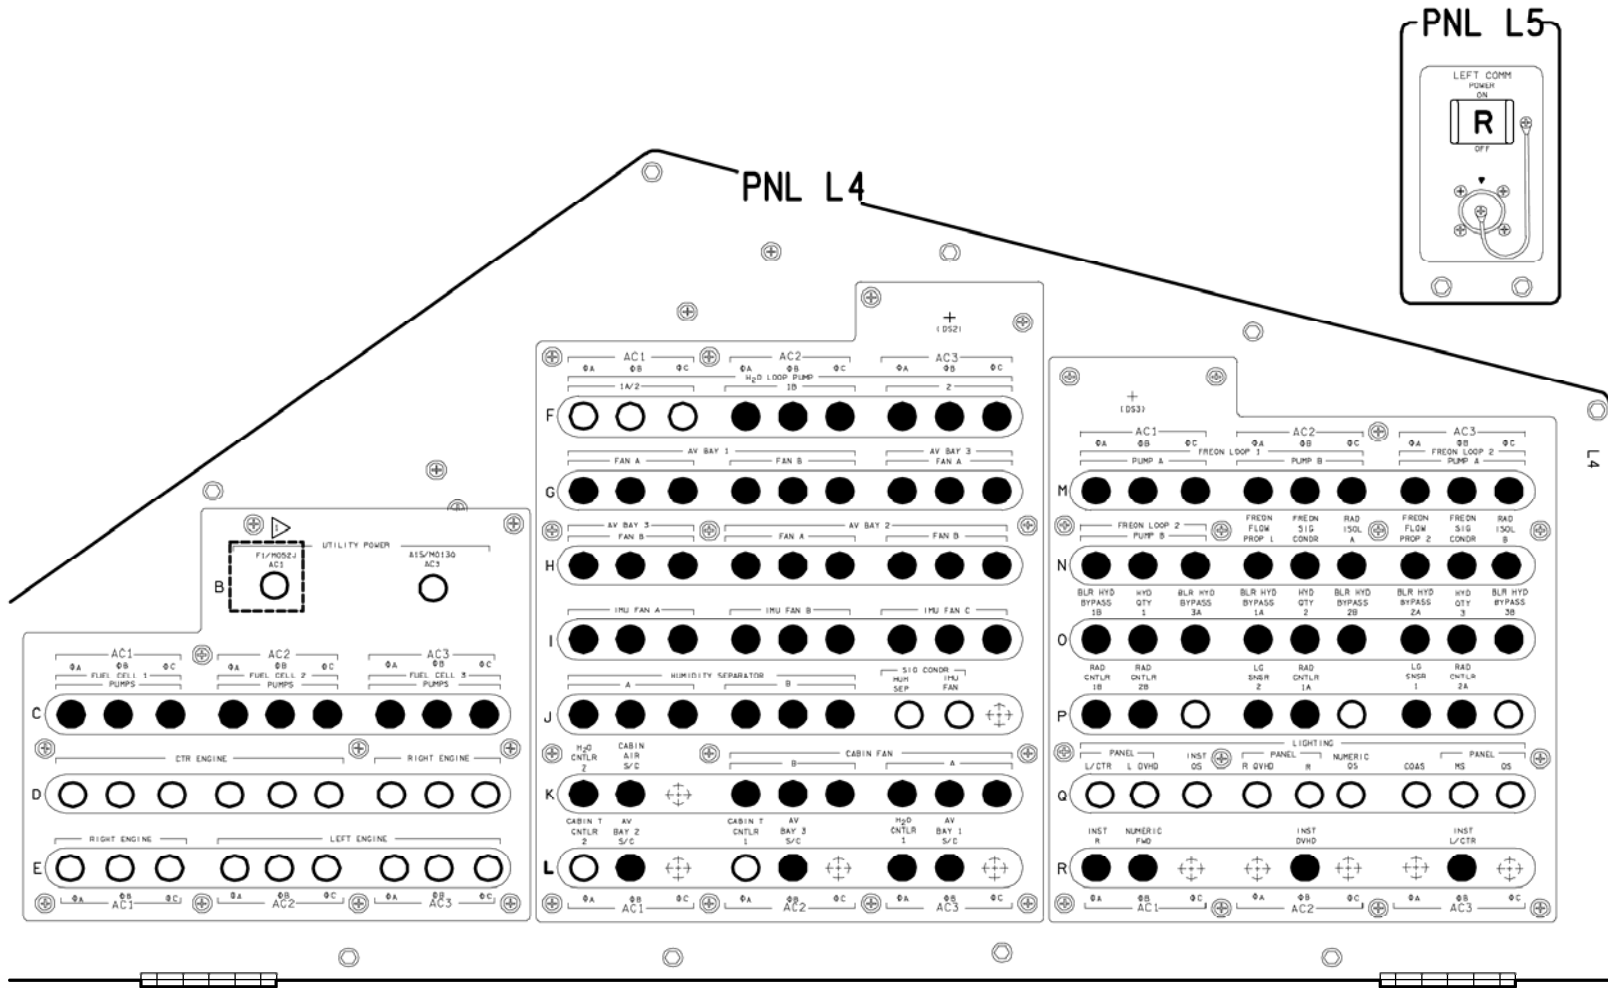 PNL L5
LEFT COMM
POWER
ON
R
OFF
PNL L4
L4
1
UTILITY POWER
F1/M052J A15/M013Q
AC1 AC3
B
AC1 AC2 AC3
ΦA ΦB ΦC ΦA ΦB ΦC ΦA ΦB ΦC
FUEL CELL 1 FUEL CELL 2 FUEL CELL 3
PUMPS PUMPS PUMPS
C
CTR ENGINE RIGHT ENGINE
D
RIGHT ENGINE LEFT ENGINE
E
ΦA ΦB ΦC ΦA ΦB ΦC ΦA ΦB ΦC
AC1 AC2 AC3
(DS2)
AC1 AC2 AC3
ΦA ΦB ΦC ΦA ΦB ΦC ΦA ΦB ΦC
H2O LOOP PUMP
1A/2 1B 2
F
AV BAY 1 AV BAY 3
FAN A FAN B FAN A
G
AV BAY 3 AV BAY 2
FAN B FAN A FAN B
H
IMU FAN A IMU FAN B IMU FAN C
I
HUMIDITY SEPARATOR SIG CONDR
A B HUM SEP IMU FAN
J
H2O CNTLR 2 CABIN AIR S/C CABIN FAN
B A
K
CABIN T CNTLR 2 AV BAY 2 S/C CABIN T CNTLR 1 AV BAY 3 S/C H2O CNTLR 1 AV BAY 1 S/C
L
ΦA ΦB ΦC ΦA ΦB ΦC ΦA ΦB ΦC
AC1 AC2 AC3
(DS3)
AC1 AC2 AC3
ΦA ΦB ΦC ΦA ΦB ΦC ΦA ΦB ΦC
FREON LOOP 1 FREON LOOP 2
PUMP A PUMP B PUMP A
M
FREON LOOP 2 PUMP B FREON FLOW PROP 1 FREON SIG CONDR RAD ISOL A FREON FLOW PROP 2 FREON SIG CONDR RAD ISOL B
N
BLR HYD BYPASS 1B HYD QTY 1 BLR HYD BYPASS 3A BLR HYD BYPASS 1A HYD QTY 2 BLR HYD BYPASS 2B BLR HYD BYPASS 2A HYD QTY 3 BLR HYD BYPASS 3B
O
RAD CNTLR 1B RAD CNTLR 2B LG SNSR 2 RAD CNTLR 1A LG SNSR 1 RAD CNTLR 2A
P
LIGHTING
PANEL INST PANEL NUMERIC PANEL
L/CTR L OVHD OS R OVHD R OS COAS MS OS
Q
INST R NUMERIC FWD INST OVHD INST L/CTR
R
ΦA ΦB ΦC ΦA ΦB ΦC ΦA ΦB ΦC
AC1 AC2 AC3